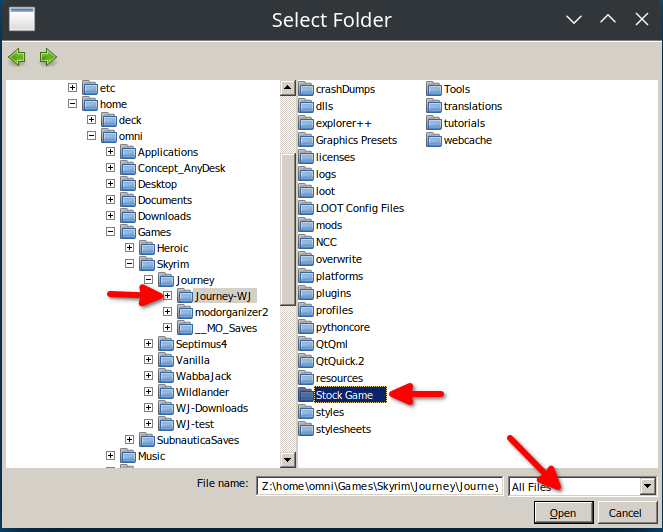 Select Folder
etc
home
deck
omni
Applications
Concept_AnyDesk
Desktop
Documents
Downloads
Games
Heroic
Skyrim
Journey
Journey-WJ
modorganizer2
__MO_Saves
Septimus4
Vanilla
WabbaJack
Wildlander
WJ-Downloads
WJ-test
SubnauticaSaves
Music
crashDumps
dlls
explorer++
Graphics Presets
licenses
logs
loot
LOOT Config Files
mods
NCC
overwrite
platforms
plugins
profiles
pythoncore
QtQml
QtQuick.2
resources
Stock Game
styles
stylesheets
Tools
translations
tutorials
webcache
File name: Z:\home\omni\Games\Skyrim\Journey\Journey
All Files
Open Cancel